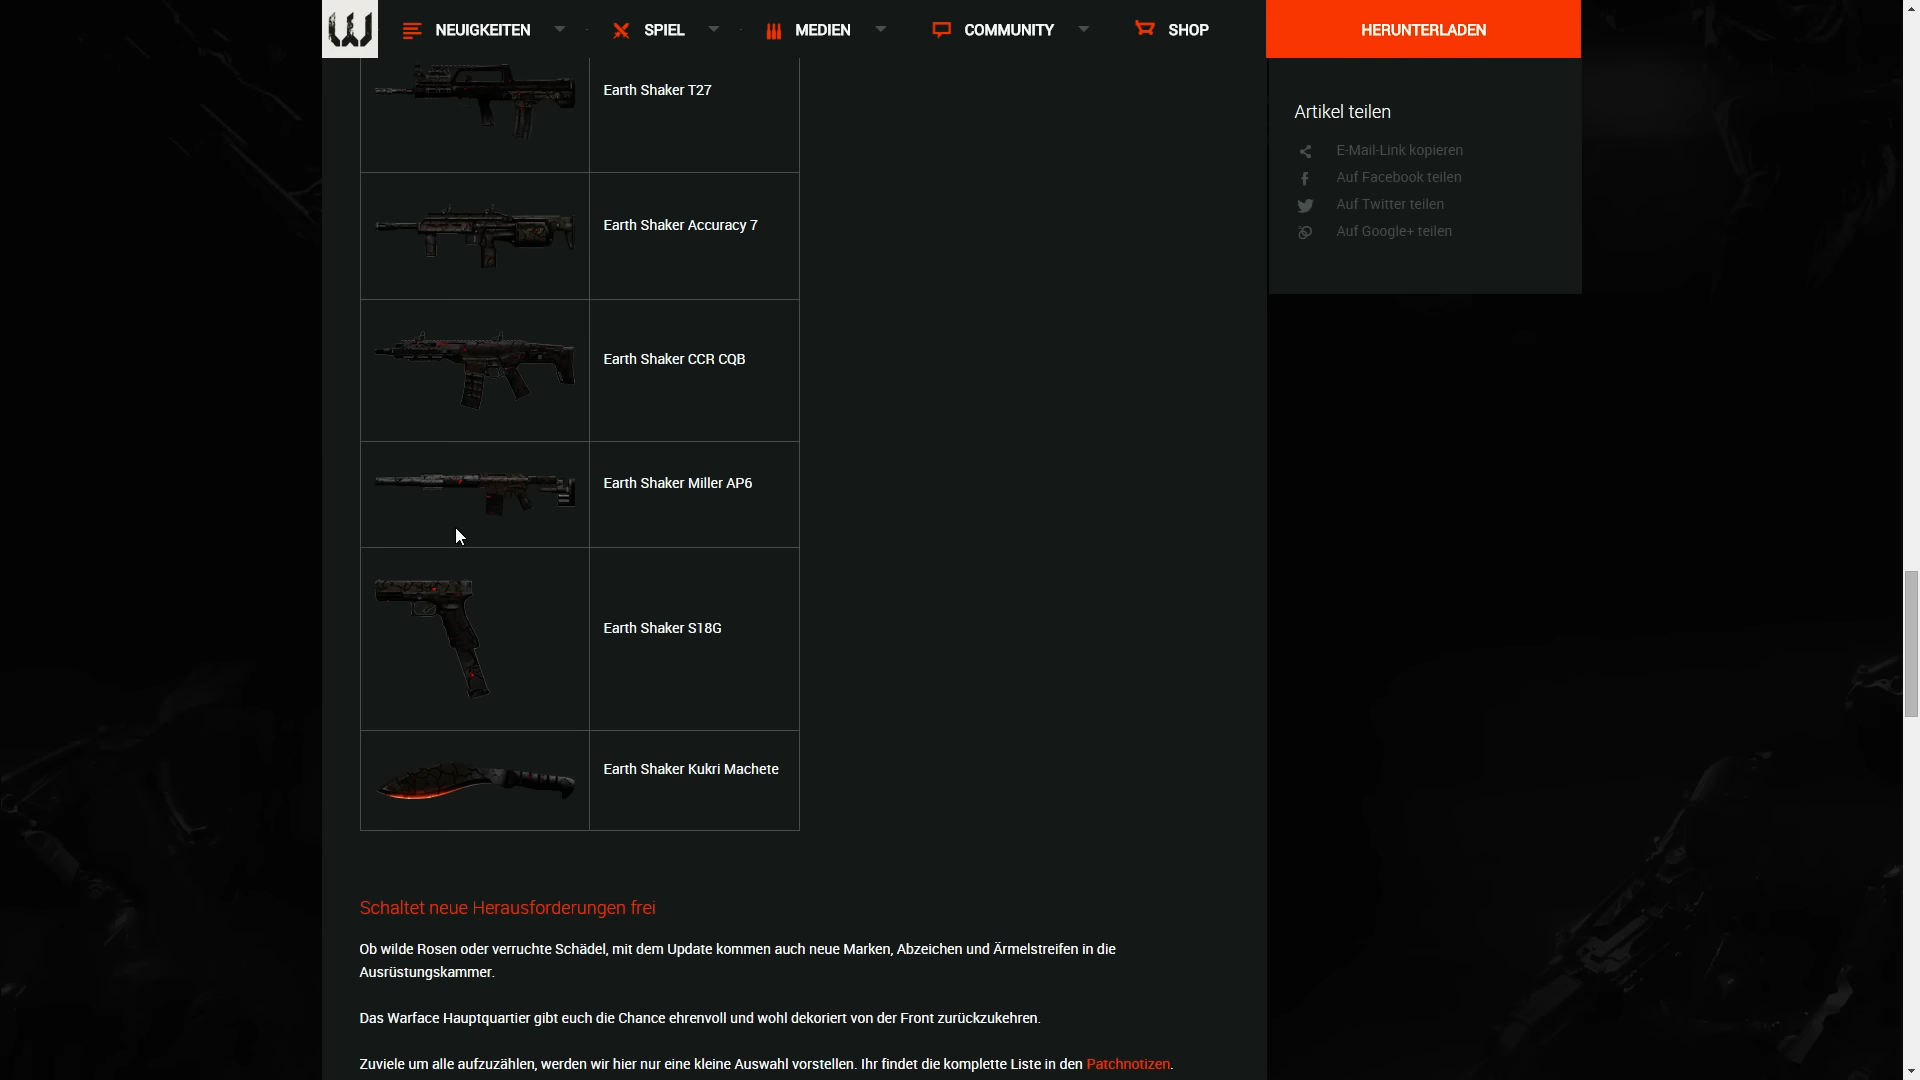 NEUIGKEITEN
SPIEL
MEDIEN
COMMUNITY
SHOP
HERUNTERLADEN
Earth Shaker T27
Earth Shaker Accuracy 7
Earth Shaker CCR CQB
Earth Shaker Miller AP6
Earth Shaker S18G
Earth Shaker Kukri Machete
Artikel teilen
E-Mail-Link kopieren
Auf Facebook teilen
Auf Twitter teilen
Auf Google+ teilen
Schaltet neue Herausforderungen frei
Ob wilde Rosen oder verruchte Schädel, mit dem Update kommen auch neue Marken, Abzeichen und Ärmelstreifen in die
Ausrüstungskammer.
Das Warface Hauptquartier gibt euch die Chance ehrenvoll und wohl dekoriert von der Front zurückzukehren.
Zuviele um alle aufzuzählen, werden wir hier nur eine kleine Auswahl vorstellen. Ihr findet die komplette Liste in den Patchnotizen.